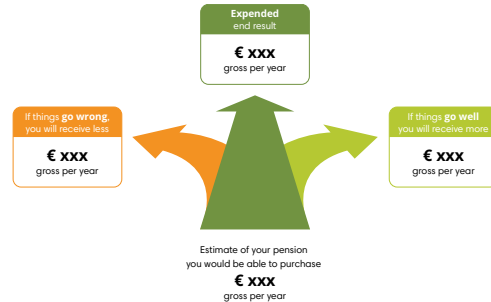 Expended
end result
€ xxx
gross per year
If things go wrong,
you will receive less
€ xxx
gross per year
If things go well
you will receive more
€ xxx
gross per year
Estimate of your pension
you would be able to purchase
€ xxx
gross per year